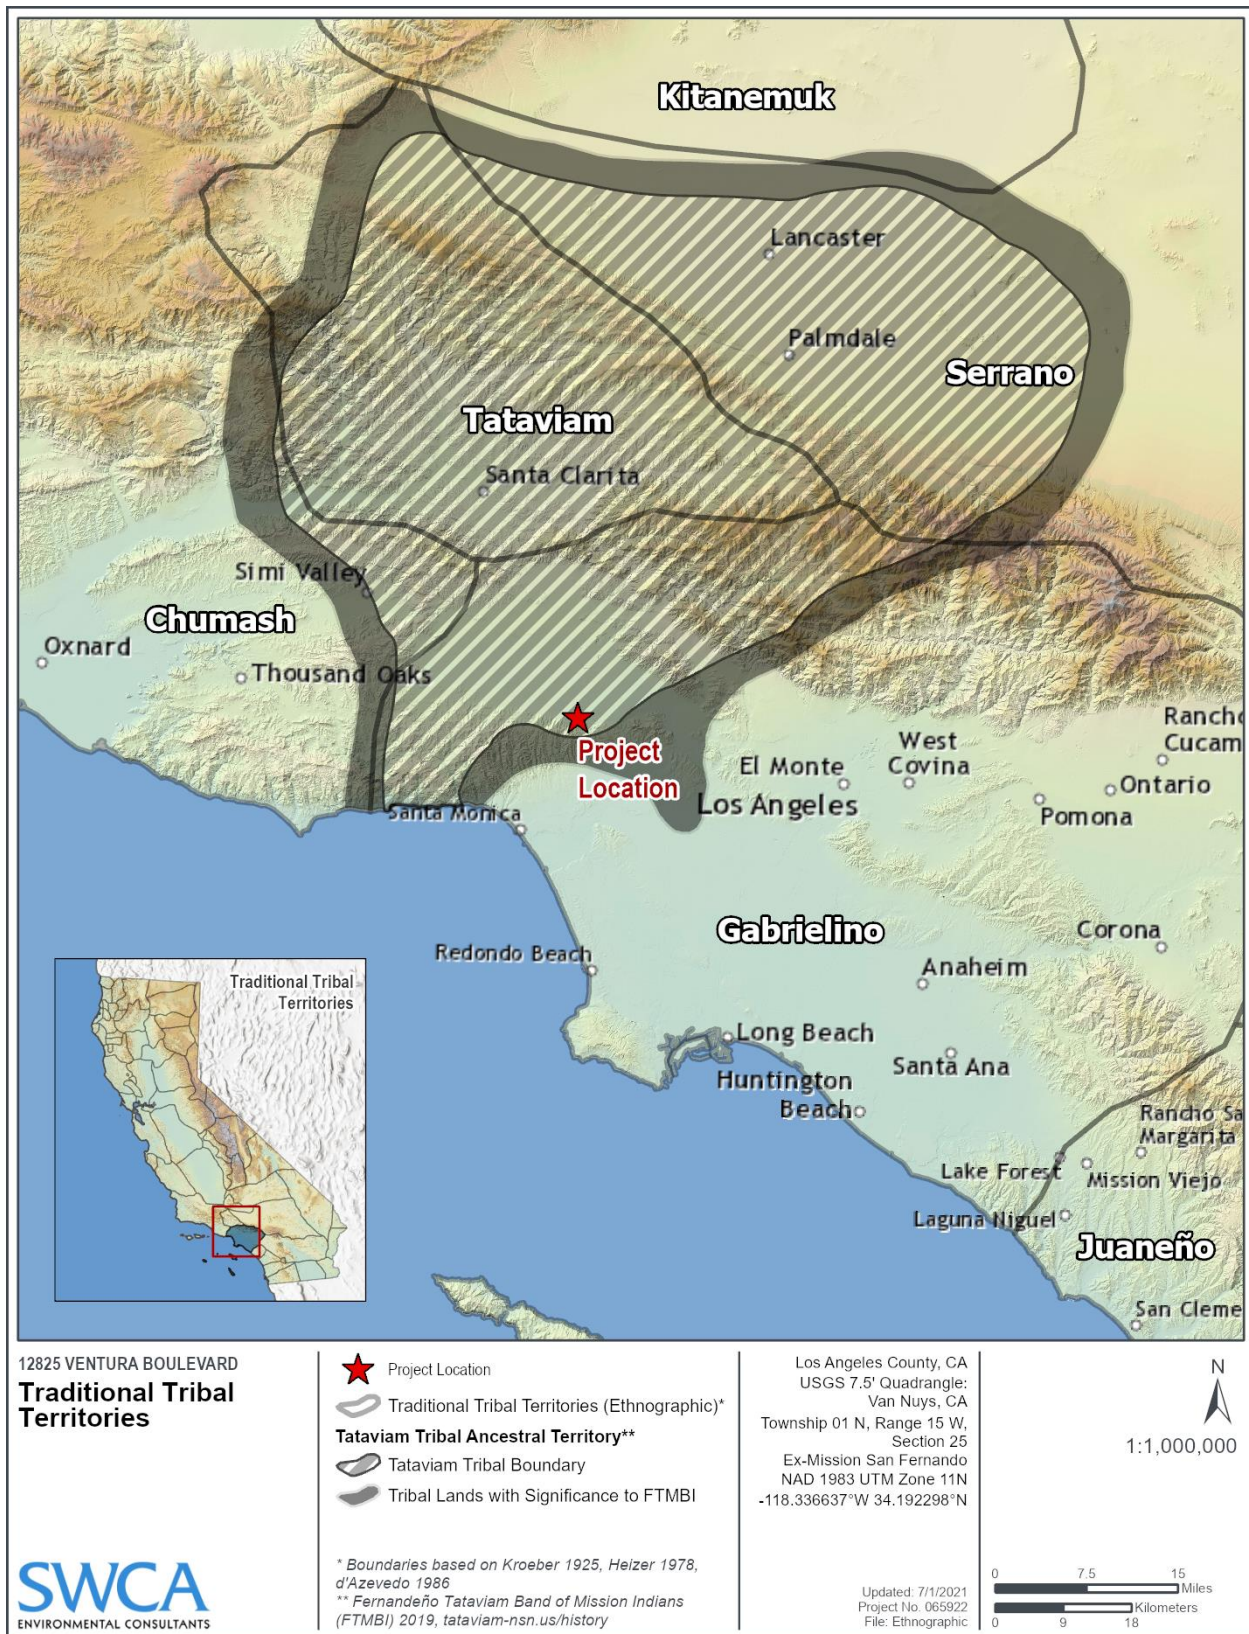 Kitanemuk
Lancaster
Palmdale
Serrano
Tataviam
Santa Clarita
Simi Valley
Chumash
Oxnard
Thousand Oaks
Project
Location
Rancho
Cucam
West
Covina
El Monte
Ontario
Los Angeles
Pomona
Santa Monica
Gabrielino
Corona
Redondo Beach
Anaheim
Traditional Tribal
Territories
Long Beach
Santa Ana
Huntington
Beach
Rancho Sa
Margarita
Lake Forest
Mission Viejo
Laguna Niguel
Juaneño
San Cleme
12825 VENTURA BOULEVARD
Traditional Tribal
Territories
SWCA
ENVIRONMENTAL CONSULTANTS
Project Location
Traditional Tribal Territories (Ethnographic)*
Tataviam Tribal Ancestral Territory**
Tataviam Tribal Boundary
Tribal Lands with Significance to FTMBI
* Boundaries based on Kroeber 1925, Heizer 1978,
d'Azevedo 1986
** Fernandeño Tataviam Band of Mission Indians
(FTMBI) 2019, tataviam-nsn.us/history
Los Angeles County, CA
USGS 7.5' Quadrangle:
Van Nuys, CA
Township 01 N, Range 15 W,
Section 25
Ex-Mission San Fernando
NAD 1983 UTM Zone 11N
-118.336637°W 34.192298°N
Updated: 7/1/2021
Project No. 065922
File: Ethnographic
N
1:1,000,000
0 7.5 15
Miles
Kilometers
0 9 18